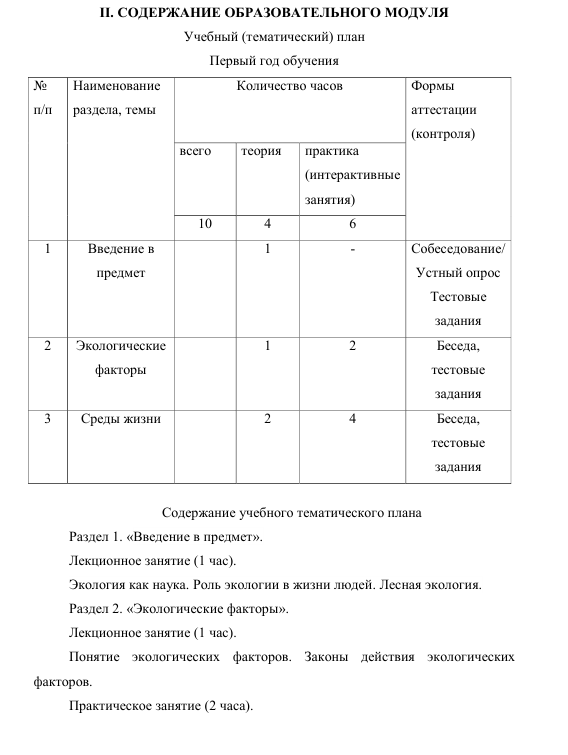 II. СОДЕРЖАНИЕ ОБРАЗОВАТЕЛЬНОГО МОДУЛЯ
Учебный (тематический) план
Первый год обучения
№ Наименование Количество часов Формы
п/п раздела, темы аттестации
(контроля)
всего теория практика
(интерактивные
занятия)
10 4 6
1 Введение в 1 - Собеседование/
предмет Устный опрос
Тестовые
задания
2 Экологические 1 2 Беседа,
факторы тестовые
задания
3 Среды жизни 2 4 Беседа,
тестовые
задания
Содержание учебного тематического плана
Раздел 1. «Введение в предмет».
Лекционное занятие (1 час).
Экология как наука. Роль экологии в жизни людей. Лесная экология.
Раздел 2. «Экологические факторы».
Лекционное занятие (1 час).
Понятие экологических факторов. Законы действия экологических
факторов.
Практическое занятие (2 часа).